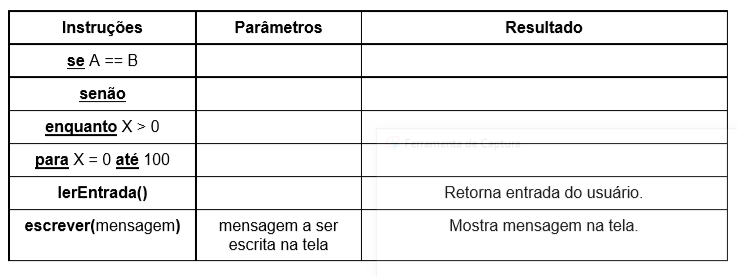 Instruções Parâmetros Resultado
se A == B
senão
enquanto X > 0
Ferramenta de Captura
para X = 0 até 100
lerEntrada() Retorna entrada do usuário.
escrever(mensagem) mensagem a ser Mostra mensagem na tela.
escrita na tela